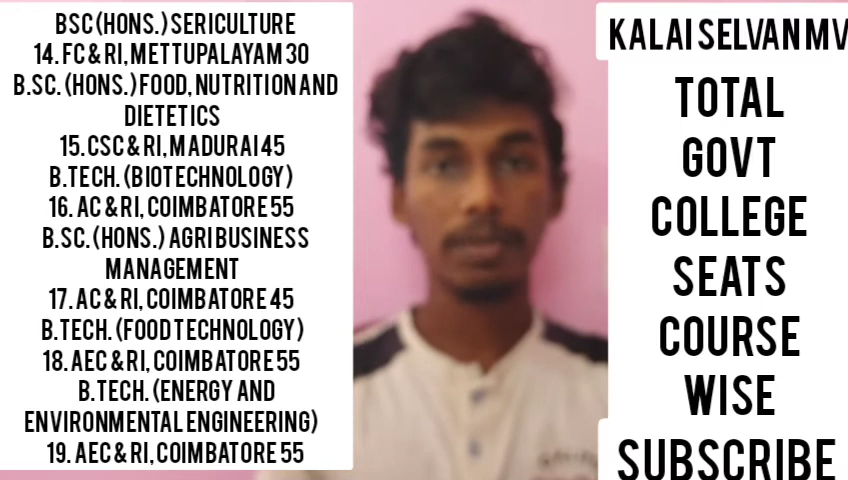 BSC (HONS.) SERICULTURE
14. FC & RI, METTUPALAYAM 30
B.SC. (HONS.) FOOD, NUTRITION AND
DIETETICS
15. CSC & RI, MADURAI 45
B.TECH. (BIOTECHNOLOGY)
16. AC & RI, COIMBATORE 55
B.SC. (HONS.) AGRI BUSINESS
MANAGEMENT
17. AC & RI, COIMBATORE 45
B.TECH. (FOOD TECHNOLOGY)
18. AEC & RI, COIMBATORE 55
B.TECH. (ENERGY AND
ENVIRONMENTAL ENGINEERING)
19. AEC & RI, COIMBATORE 55
KALAI SELVAN MV
TOTAL
GOVT
COLLEGE
SEATS
COURSE
WISE
SUBSCRIBE